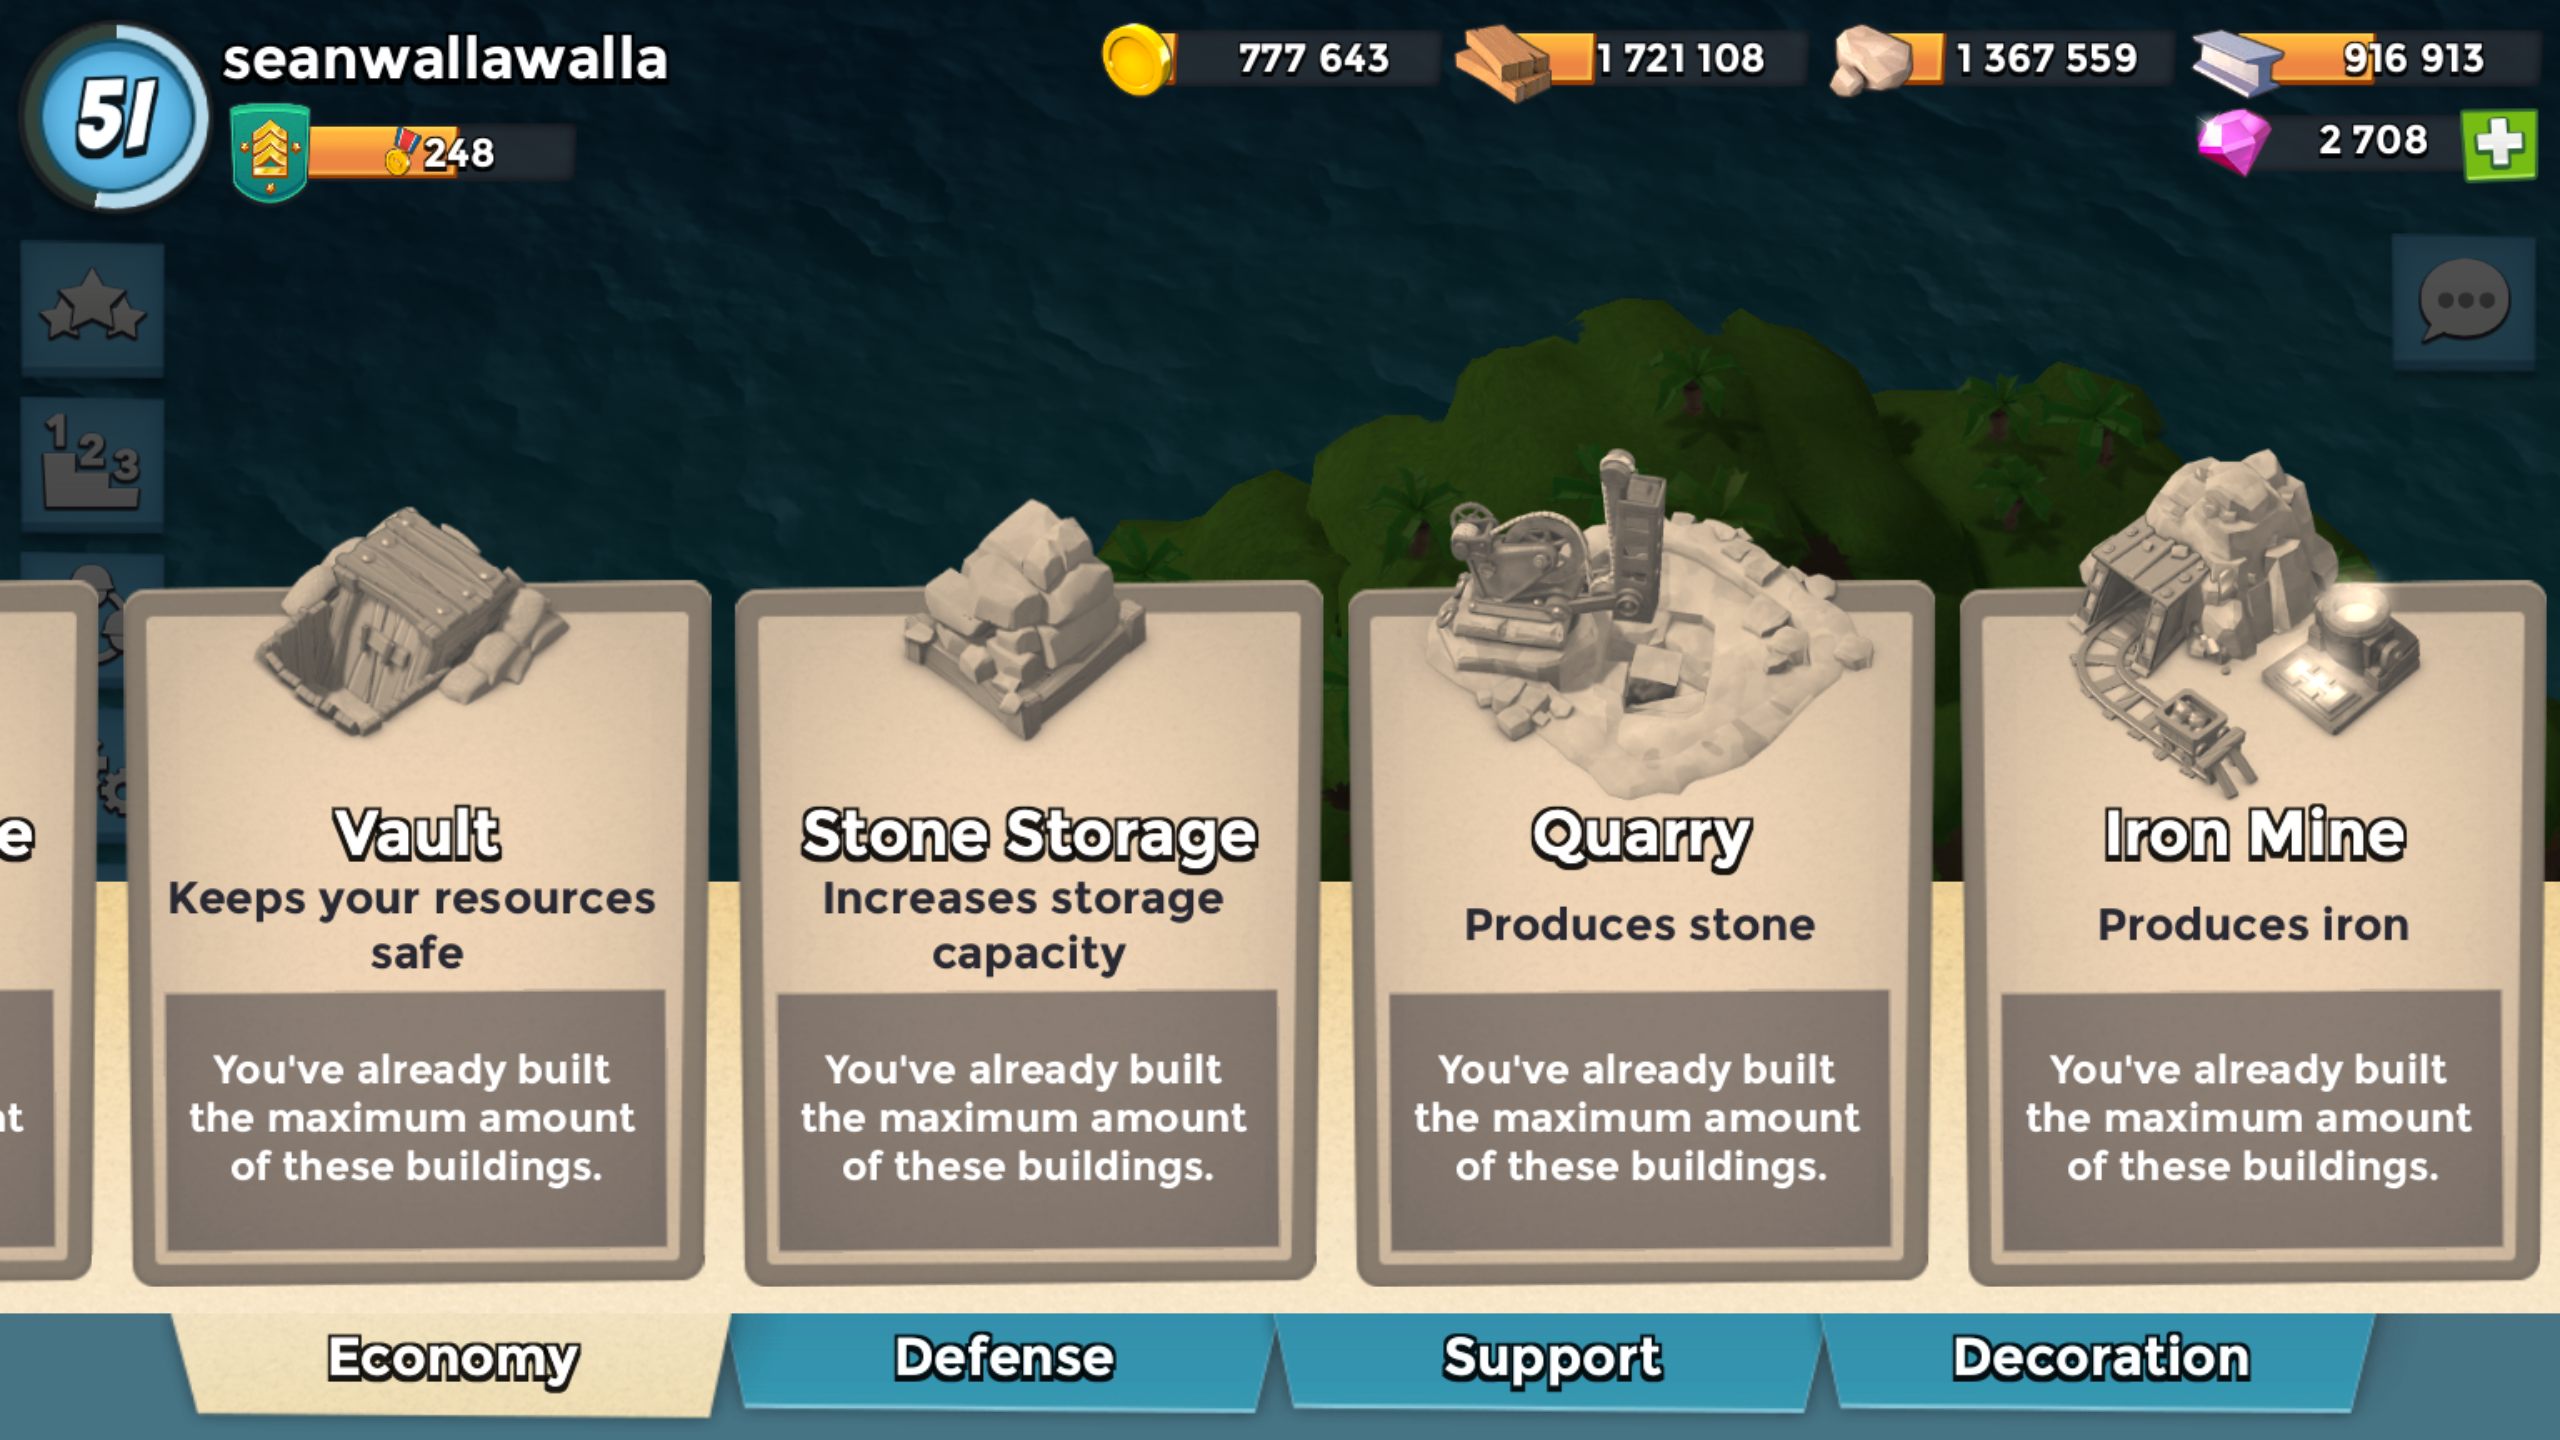 51
seanwallawalla
248
777 643
1 721 108
1 367 559
916 913
2 708
1 2 3
e
Vault
Keeps your resources
safe
You've already built
the maximum amount
of these buildings.
Stone Storage
Increases storage
capacity
You've already built
the maximum amount
of these buildings.
Quarry
Produces stone
You've already built
the maximum amount
of these buildings.
Iron Mine
Produces iron
You've already built
the maximum amount
of these buildings.
Economy
Defense
Support
Decoration